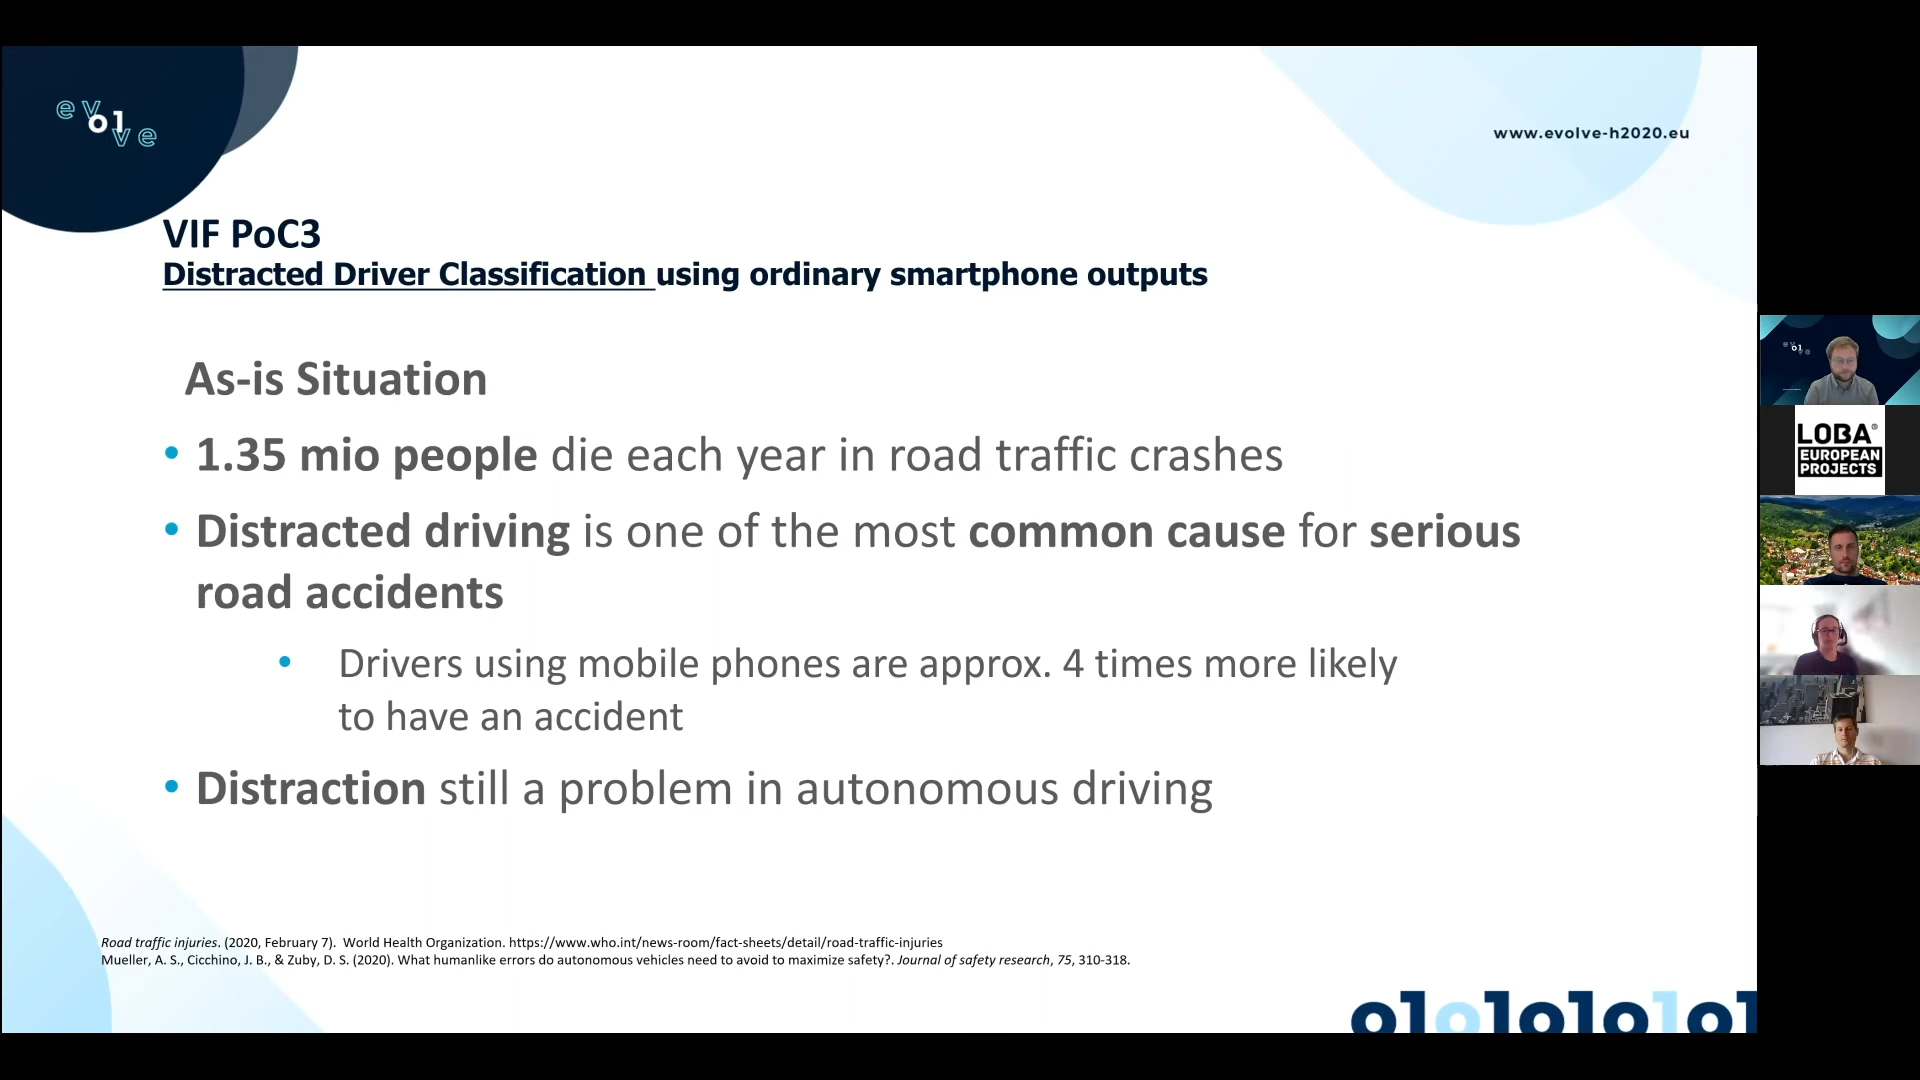 ev
o1
ve
www.evolve-h2020.eu
VIF PoC3
Distracted Driver Classification using ordinary smartphone outputs
As-is Situation
• 1.35 mio people die each year in road traffic crashes
• Distracted driving is one of the most common cause for serious
road accidents
• Drivers using mobile phones are approx. 4 times more likely
to have an accident
• Distraction still a problem in autonomous driving
Road traffic injuries. (2020, February 7). World Health Organization. https://www.who.int/news-room/fact-sheets/detail/road-traffic-injuries
Mueller, A. S., Cicchino, J. B., & Zuby, D. S. (2020). What humanlike errors do autonomous vehicles need to avoid to maximize safety?. Journal of safety research, 75, 310-318.
o1o1o1o1o1
LOBA®
EUROPEAN
PROJECTS